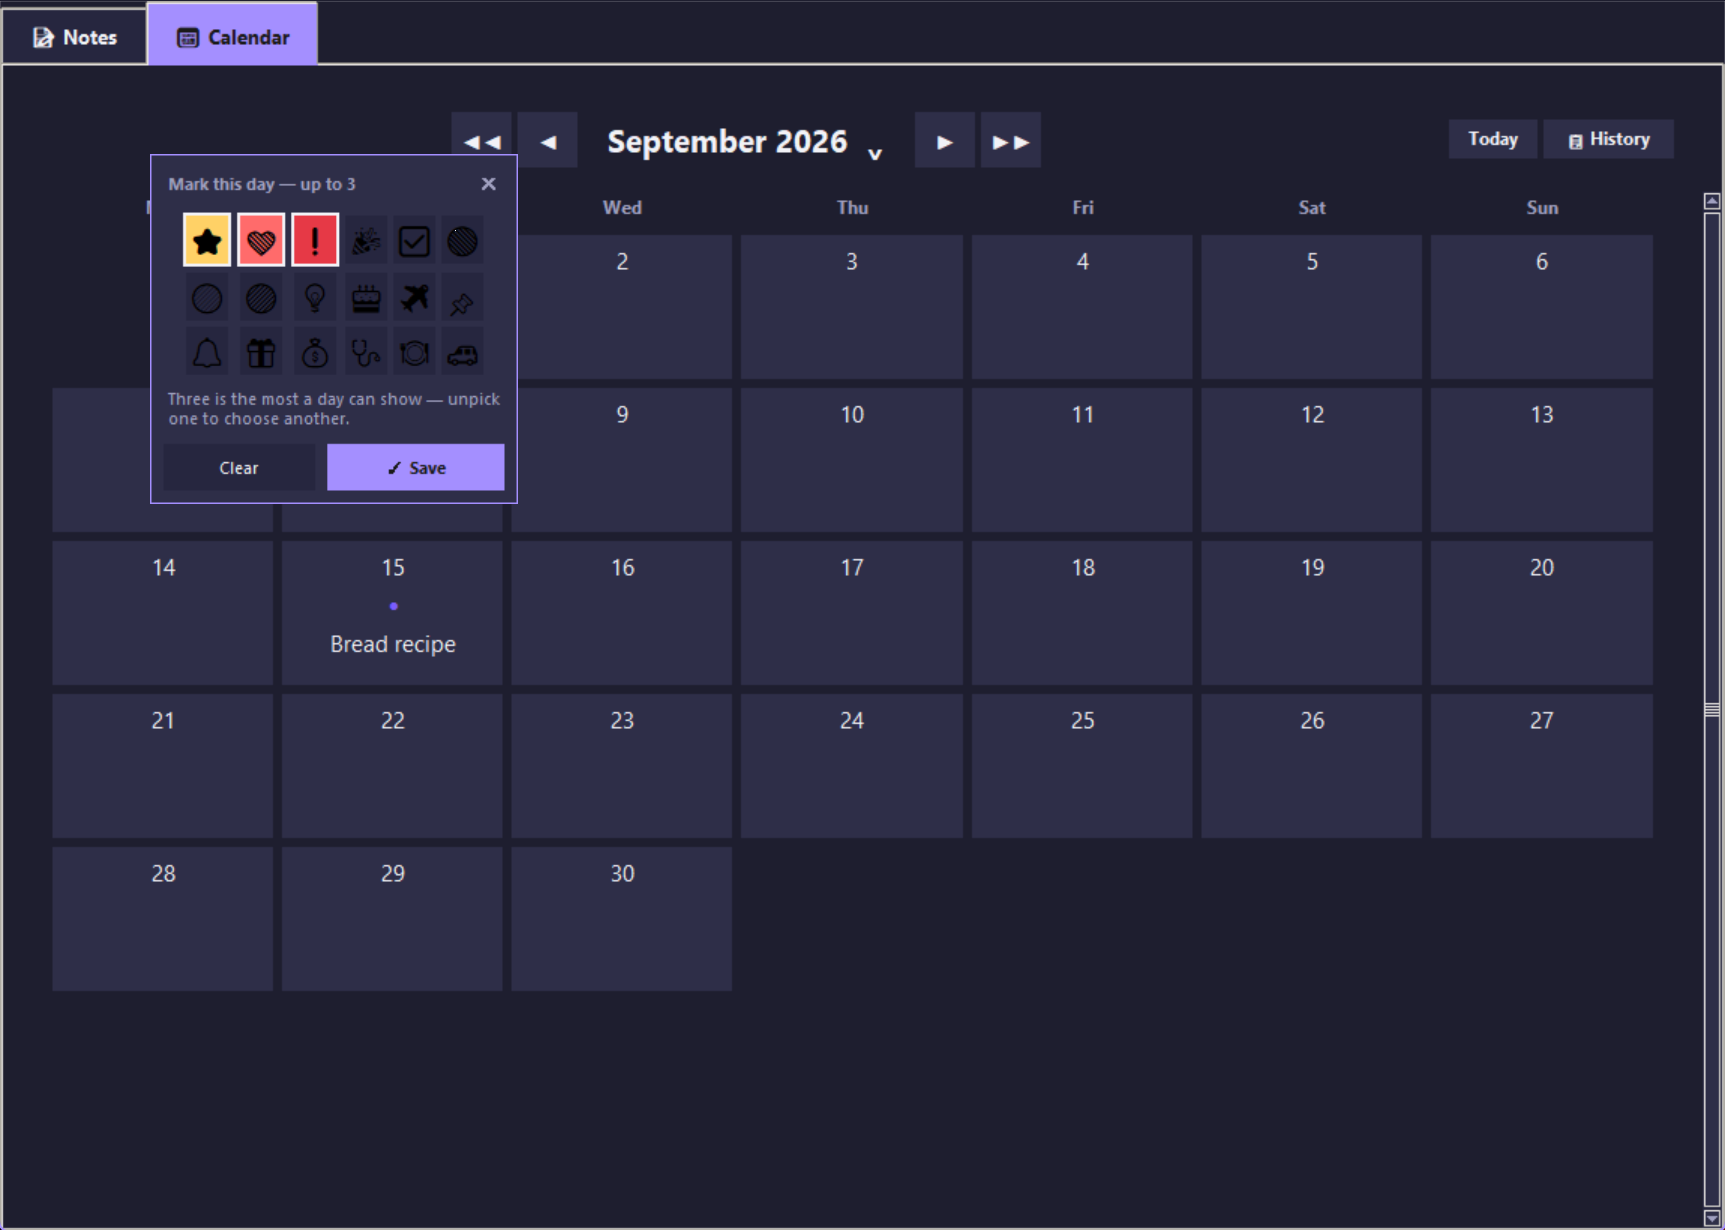 Notes
Calendar
September 2026
Today
History
Mark this day — up to 3
Wed
Thu
Fri
Sat
Sun
2
3
4
5
6
Three is the most a day can show — unpick
one to choose another.
Clear
✓ Save
9
10
11
12
13
14
15
16
17
18
19
20
Bread recipe
21
22
23
24
25
26
27
28
29
30